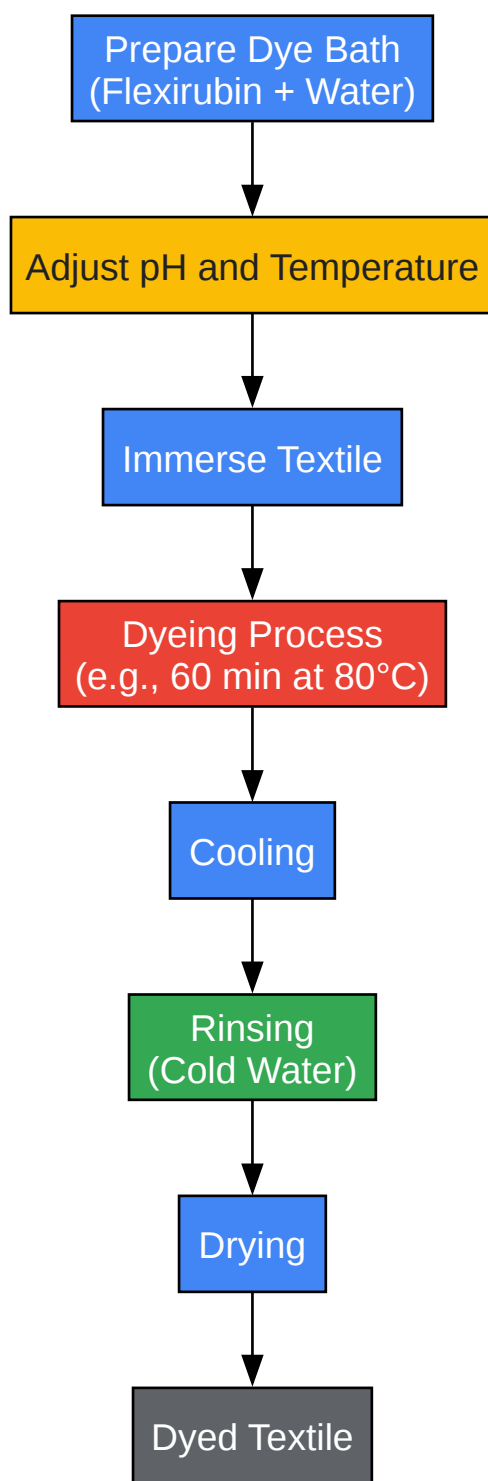 Prepare Dye Bath
(Flexirubin + Water)
Adjust pH and Temperature
Immerse Textile
Dyeing Process
(e.g., 60 min at 80°C)
Cooling
Rinsing
(Cold Water)
Drying
Dyed Textile